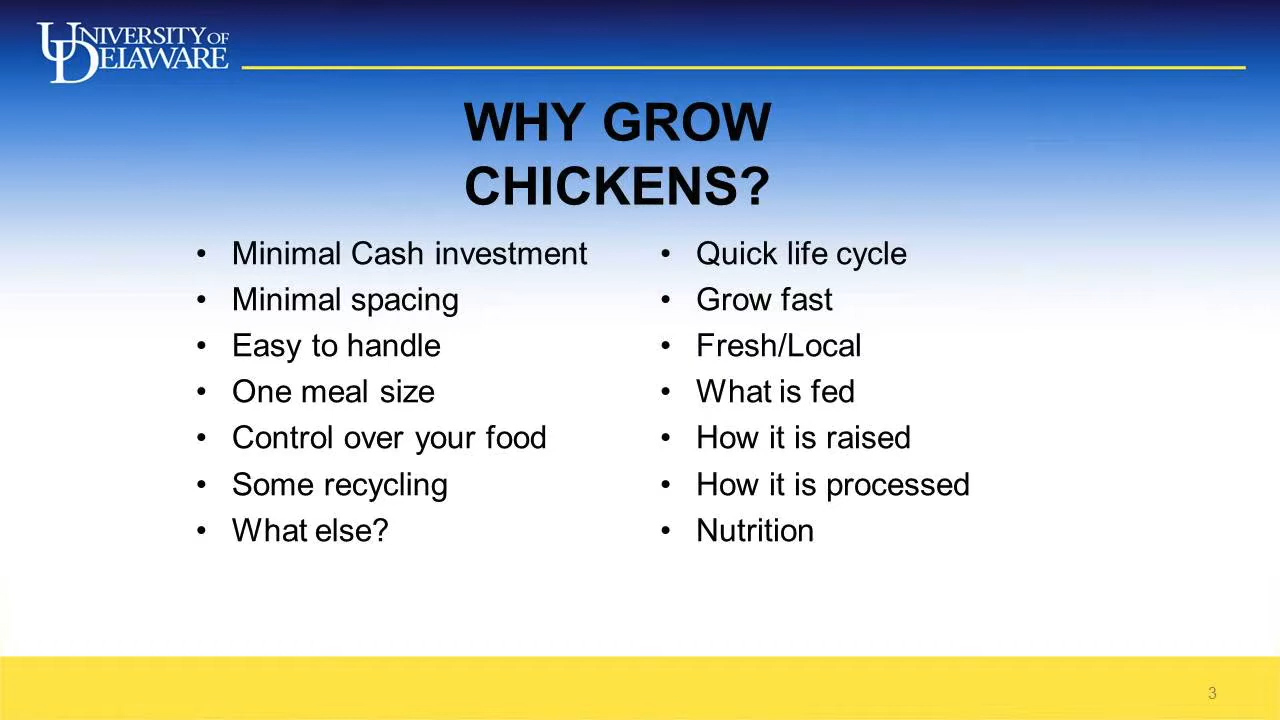 UNIVERSITY OF
DELAWARE
WHY GROW
CHICKENS?
• Minimal Cash investment
• Minimal spacing
• Easy to handle
• One meal size
• Control over your food
• Some recycling
• What else?
• Quick life cycle
• Grow fast
• Fresh/Local
• What is fed
• How it is raised
• How it is processed
• Nutrition
3